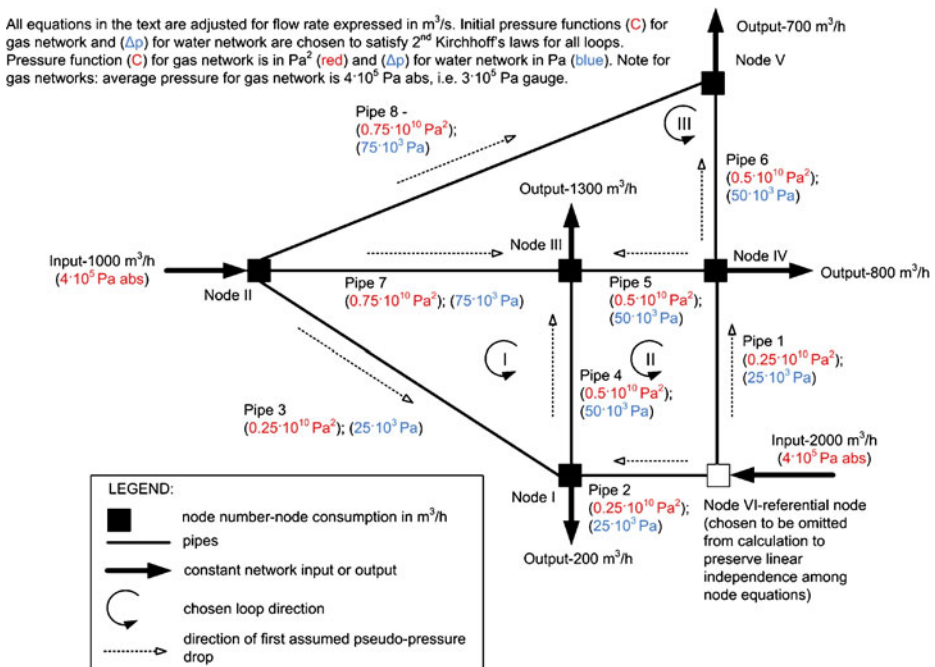 All equations in the text are adjusted for flow rate expressed in m³/s. Initial pressure functions (C) for
gas network and (Δp) for water network are chosen to satisfy 2ⁿᵈ Kirchhoff's laws for all loops.
Pressure function (C) for gas network is in Pa² (red) and (Δp) for water network in Pa (blue). Note for
gas networks: average pressure for gas network is 4·10⁵ Pa abs, i.e. 3·10⁵ Pa gauge.
Output-700 m³/h
Node V
Pipe 8 -
(0.75·10¹⁰ Pa²);
(75·10³ Pa)
III
Pipe 6
(0.5·10¹⁰ Pa²);
(50·10³ Pa)
Output-1300 m³/h
Input-1000 m³/h
(4·10⁵ Pa abs)
Node II
Node III
Node IV
Output-800 m³/h
Pipe 7
(0.75·10¹⁰ Pa²); (75·10³ Pa)
Pipe 5
(0.5·10¹⁰ Pa²);
(50·10³ Pa)
I
II
Pipe 1
(0.25·10¹⁰ Pa²);
(25·10³ Pa)
Pipe 4
(0.5·10¹⁰ Pa²);
(50·10³ Pa)
Pipe 3
(0.25·10¹⁰ Pa²); (25·10³ Pa)
Input-2000 m³/h
(4·10⁵ Pa abs)
Node I
Pipe 2
(0.25·10¹⁰ Pa²);
(25·10³ Pa)
Output-200 m³/h
Node VI-referential node
(chosen to be omitted
from calculation to
preserve linear
independence among
node equations)
LEGEND:
node number-node consumption in m³/h
pipes
constant network input or output
chosen loop direction
direction of first assumed pseudo-pressure
drop